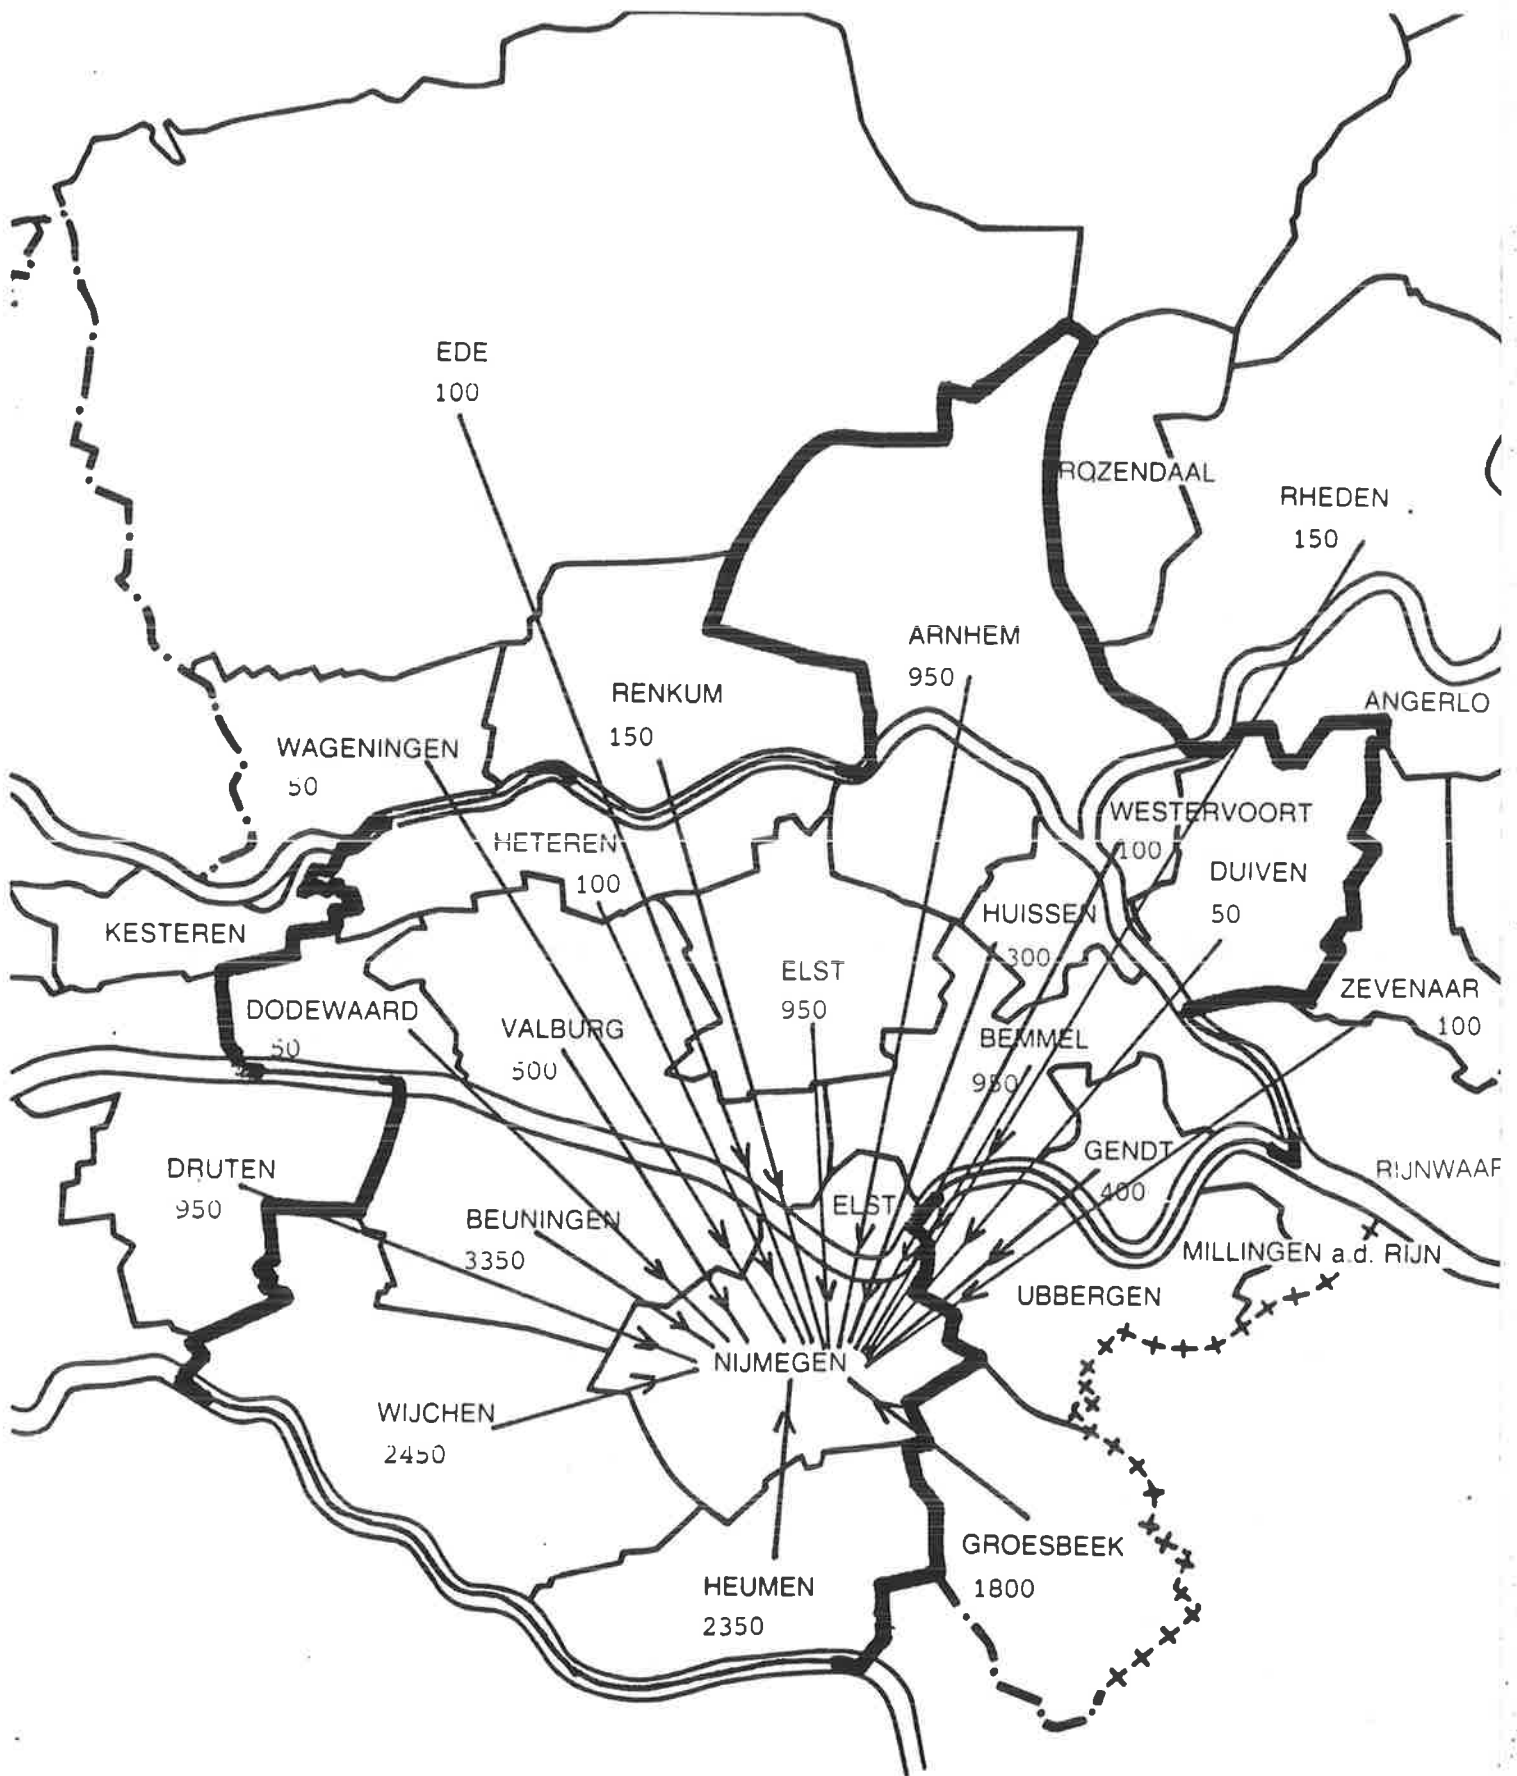 EDE
100
ROZENDAAL
RHEDEN
150
ARNHEM
950
RENKUM
150
ANGERLO
WAGENINGEN
50
WESTERVOORT
100
HETEREN
100
DUIVEN
50
HUISSEN
300
KESTEREN
ELST
950
ZEVENAAR
100
DODEWAARD
50
VALBURG
500
BEMMEL
950
GENDT
400
DRUTEN
950
RIJNWAAR
ELST
BEUNINGEN
3350
MILLINGEN a.d. RIJN
UBBERGEN
NIJMEGEN
WIJCHEN
2450
GROESBEEK
1800
HEUMEN
2350